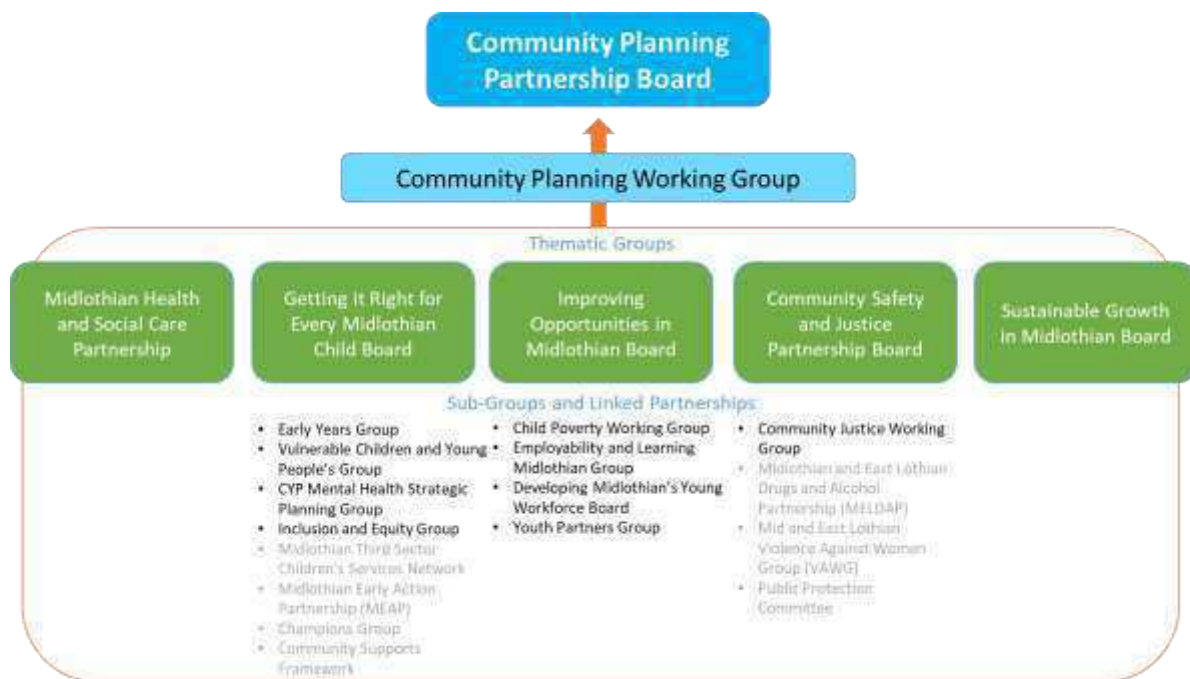 Community Planning
Partnership Board
Community Planning Working Group
Thematic Groups
Midlothian Health
and Social Care
Partnership
Getting it Right for
Every Midlothian
Child Board
Improving
Opportunities in
Midlothian Board
Community Safety
and Justice
Partnership Board
Sustainable Growth
in Midlothian Board
Sub-Groups and Linked Partnerships
• Early Years Group
• Vulnerable Children and Young
People's Group
• CYP Mental Health Strategic
Planning Group
• Inclusion and Equity Group
• Midlothian Third Sector
Children's Services Network
• Midlothian Early Action
Partnership (MEAP)
• Champions Group
• Community Supports
Framework
• Child Poverty Working Group
• Employability and Learning
Midlothian Group
• Developing Midlothian's Young
Workforce Board
• Youth Partners Group
• Community Justice Working
Group
• Midlothian and East Lothian
Drugs and Alcohol
Partnership (MELDAP)
• Mid and East Lothian
Violence Against Women
Group (VAWG)
• Public Protection
Committee